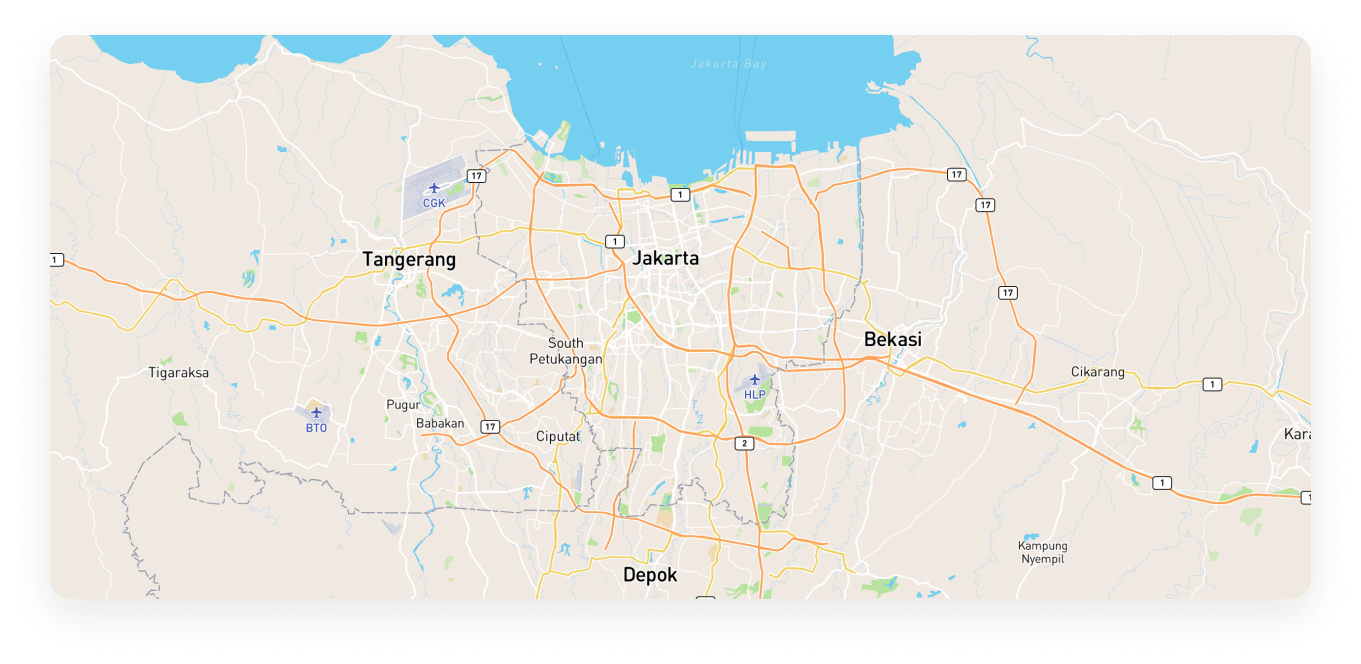 Jakarta Bay
17
17
CGK
1
17
1
Jakarta
Tangerang
1
17
Bekasi
South
Petukangan
Tigaraksa
Cikarang
HLP
1
Pugur
BTO
Babakan
17
Ciputat
2
Kara
1
1
Kampung
Nyempil
Depok